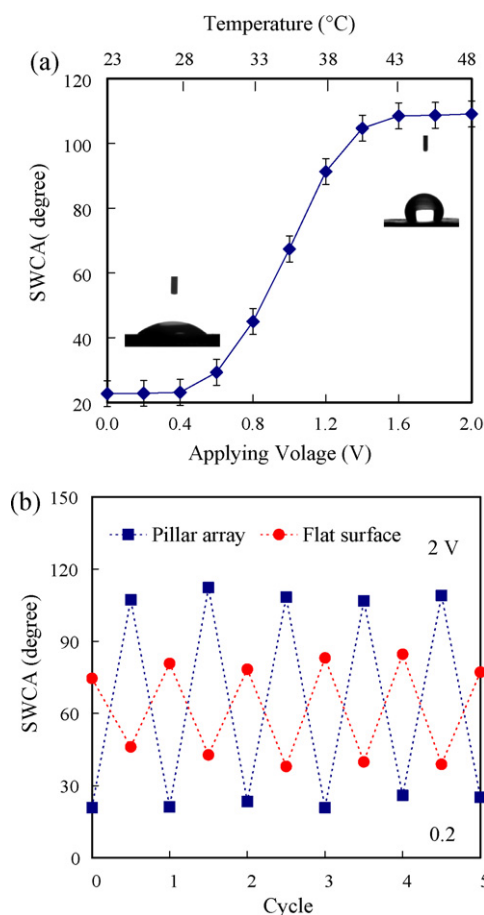 Temperature (°C)
23 28 33 38 43 48
(a)
120
100
80
60
40
20
SWCA( degree)
0.0 0.4 0.8 1.2 1.6 2.0
Applying Volage (V)
(b)
150
120
90
60
30
0
SWCA (degree)
Pillar array Flat surface
2 V
0.2
0 1 2 3 4 5
Cycle